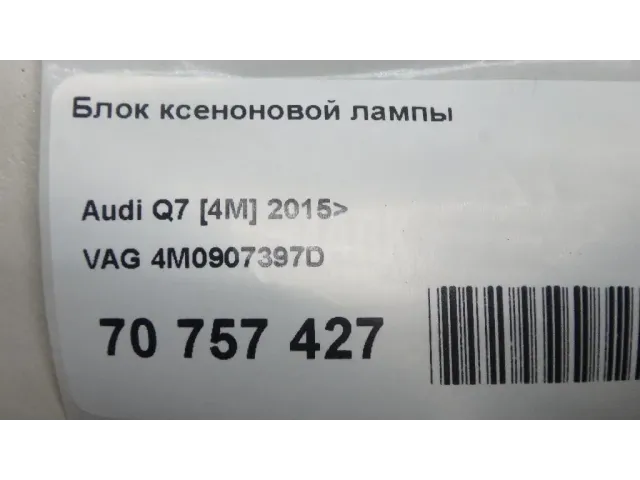 Блок ксеноновой лампы
Audi Q7 [4M] 2015>
VAG 4M0907397D
70 757 427